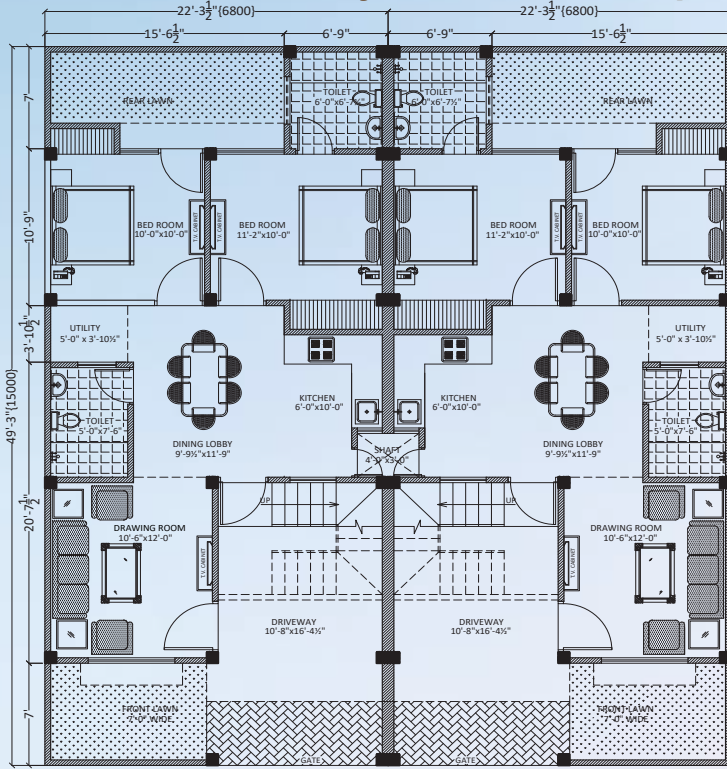 22'-3½"{6800}
22'-3½"{6800}
15'-6½"
6'-9"
6'-9"
15'-6½"
7'
10'-9"
3'-10½"
20'-7½"
7'
49'-3"{15000}
REAR LAWN
TOILET
6'-0"x6'-7½"
TOILET
6'-0"x6'-7½"
REAR LAWN
BED ROOM
10'-0"x10'-0"
T.V. CABINET
BED ROOM
11'-2"x10'-0"
BED ROOM
11'-2"x10'-0"
T.V. CABINET
BED ROOM
10'-0"x10'-0"
UTILITY
5'-0" x 3'-10½"
UTILITY
5'-0" x 3'-10½"
KITCHEN
6'-0"x10'-0"
KITCHEN
6'-0"x10'-0"
TOILET
5'-0"x7'-6"
TOILET
5'-0"x7'-6"
DINING LOBBY
9'-9½"x11'-9"
SHAFT
4'-0"x3'-0"
DINING LOBBY
9'-9½"x11'-9"
UP
UP
DRAWING ROOM
10'-6"x12'-0"
T.V. CABINET
T.V. CABINET
DRAWING ROOM
10'-6"x12'-0"
DRIVEWAY
10'-8"x16'-4½"
DRIVEWAY
10'-8"x16'-4½"
FRONT LAWN
7'-0" WIDE
FRONT LAWN
7'-0" WIDE
GATE
GATE